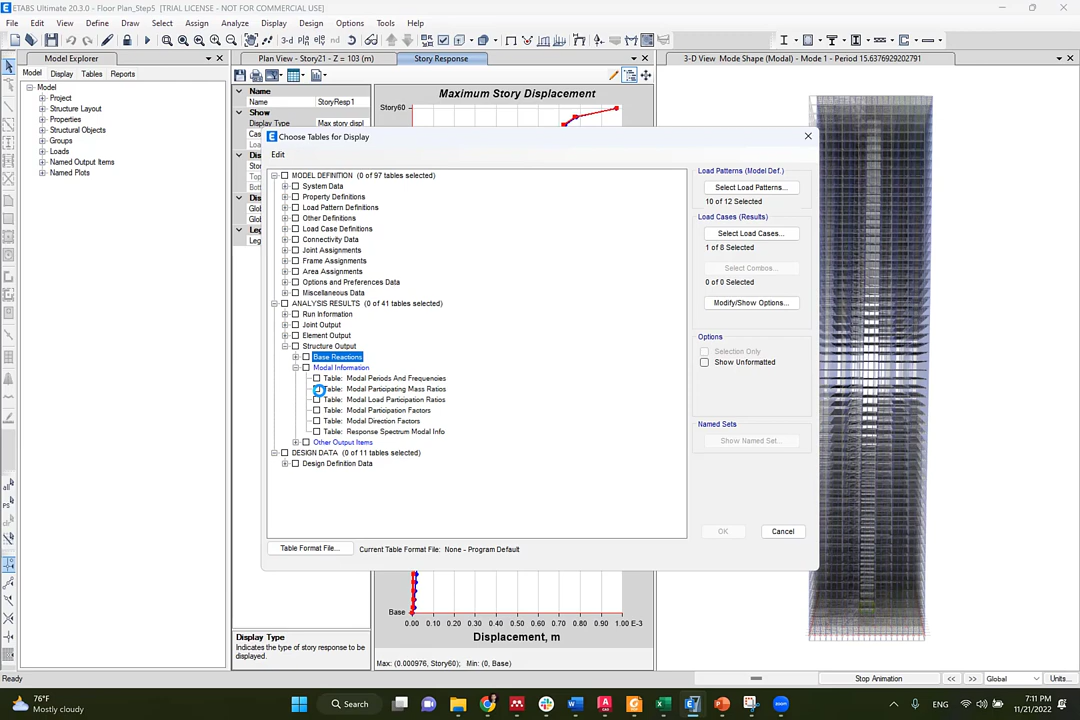 ETABS Ultimate 20.3.0 - Floor Plan_Step5 [TRIAL LICENSE - NOT FOR COMMERCIAL USE]
File Edit View Define Draw Select Assign Analyze Display Design Options Tools Help
3-d
Model Explorer
Plan View - Story21 - Z = 103 (m)
Story Response
3-D View Mode Shape (Modal) - Mode 1 - Period 15.6376929202791
Model Display Tables Reports
Model
Project
Structure Layout
Properties
Structural Objects
Groups
Loads
Named Output Items
Named Plots
Name
Name StoryResp1
Show
Display Type Max story displ
Maximum Story Displacement
Story60
Choose Tables for Display
Edit
MODEL DEFINITION (0 of 97 tables selected)
System Data
Property Definitions
Load Pattern Definitions
Other Definitions
Load Case Definitions
Connectivity Data
Joint Assignments
Frame Assignments
Area Assignments
Options and Preferences Data
Miscellaneous Data
ANALYSIS RESULTS (0 of 41 tables selected)
Run Information
Joint Output
Element Output
Structure Output
Base Reactions
Modal Information
Table: Modal Periods And Frequencies
Table: Modal Participating Mass Ratios
Table: Modal Load Participation Ratios
Table: Modal Participation Factors
Table: Modal Direction Factors
Table: Response Spectrum Modal Info
Other Output Items
DESIGN DATA (0 of 11 tables selected)
Design Definition Data
Load Patterns (Model Def.)
Select Load Patterns...
10 of 12 Selected
Load Cases (Results)
Select Load Cases...
1 of 8 Selected
Select Combos...
0 of 0 Selected
Modify/Show Options...
Options
Selection Only
Show Unformatted
Named Sets
Show Named Set...
OK
Cancel
Table Format File...
Current Table Format File: None - Program Default
Base
0.00 0.10 0.20 0.30 0.40 0.50 0.60 0.70 0.80 0.90 1.00 E-3
Displacement, m
Display Type
Indicates the type of story response to be displayed.
Max: (0.000976, Story60); Min: (0, Base)
Ready
Stop Animation
<< >> Global Units...
76°F
Mostly cloudy
Search
ENG
7:11 PM
11/21/2022